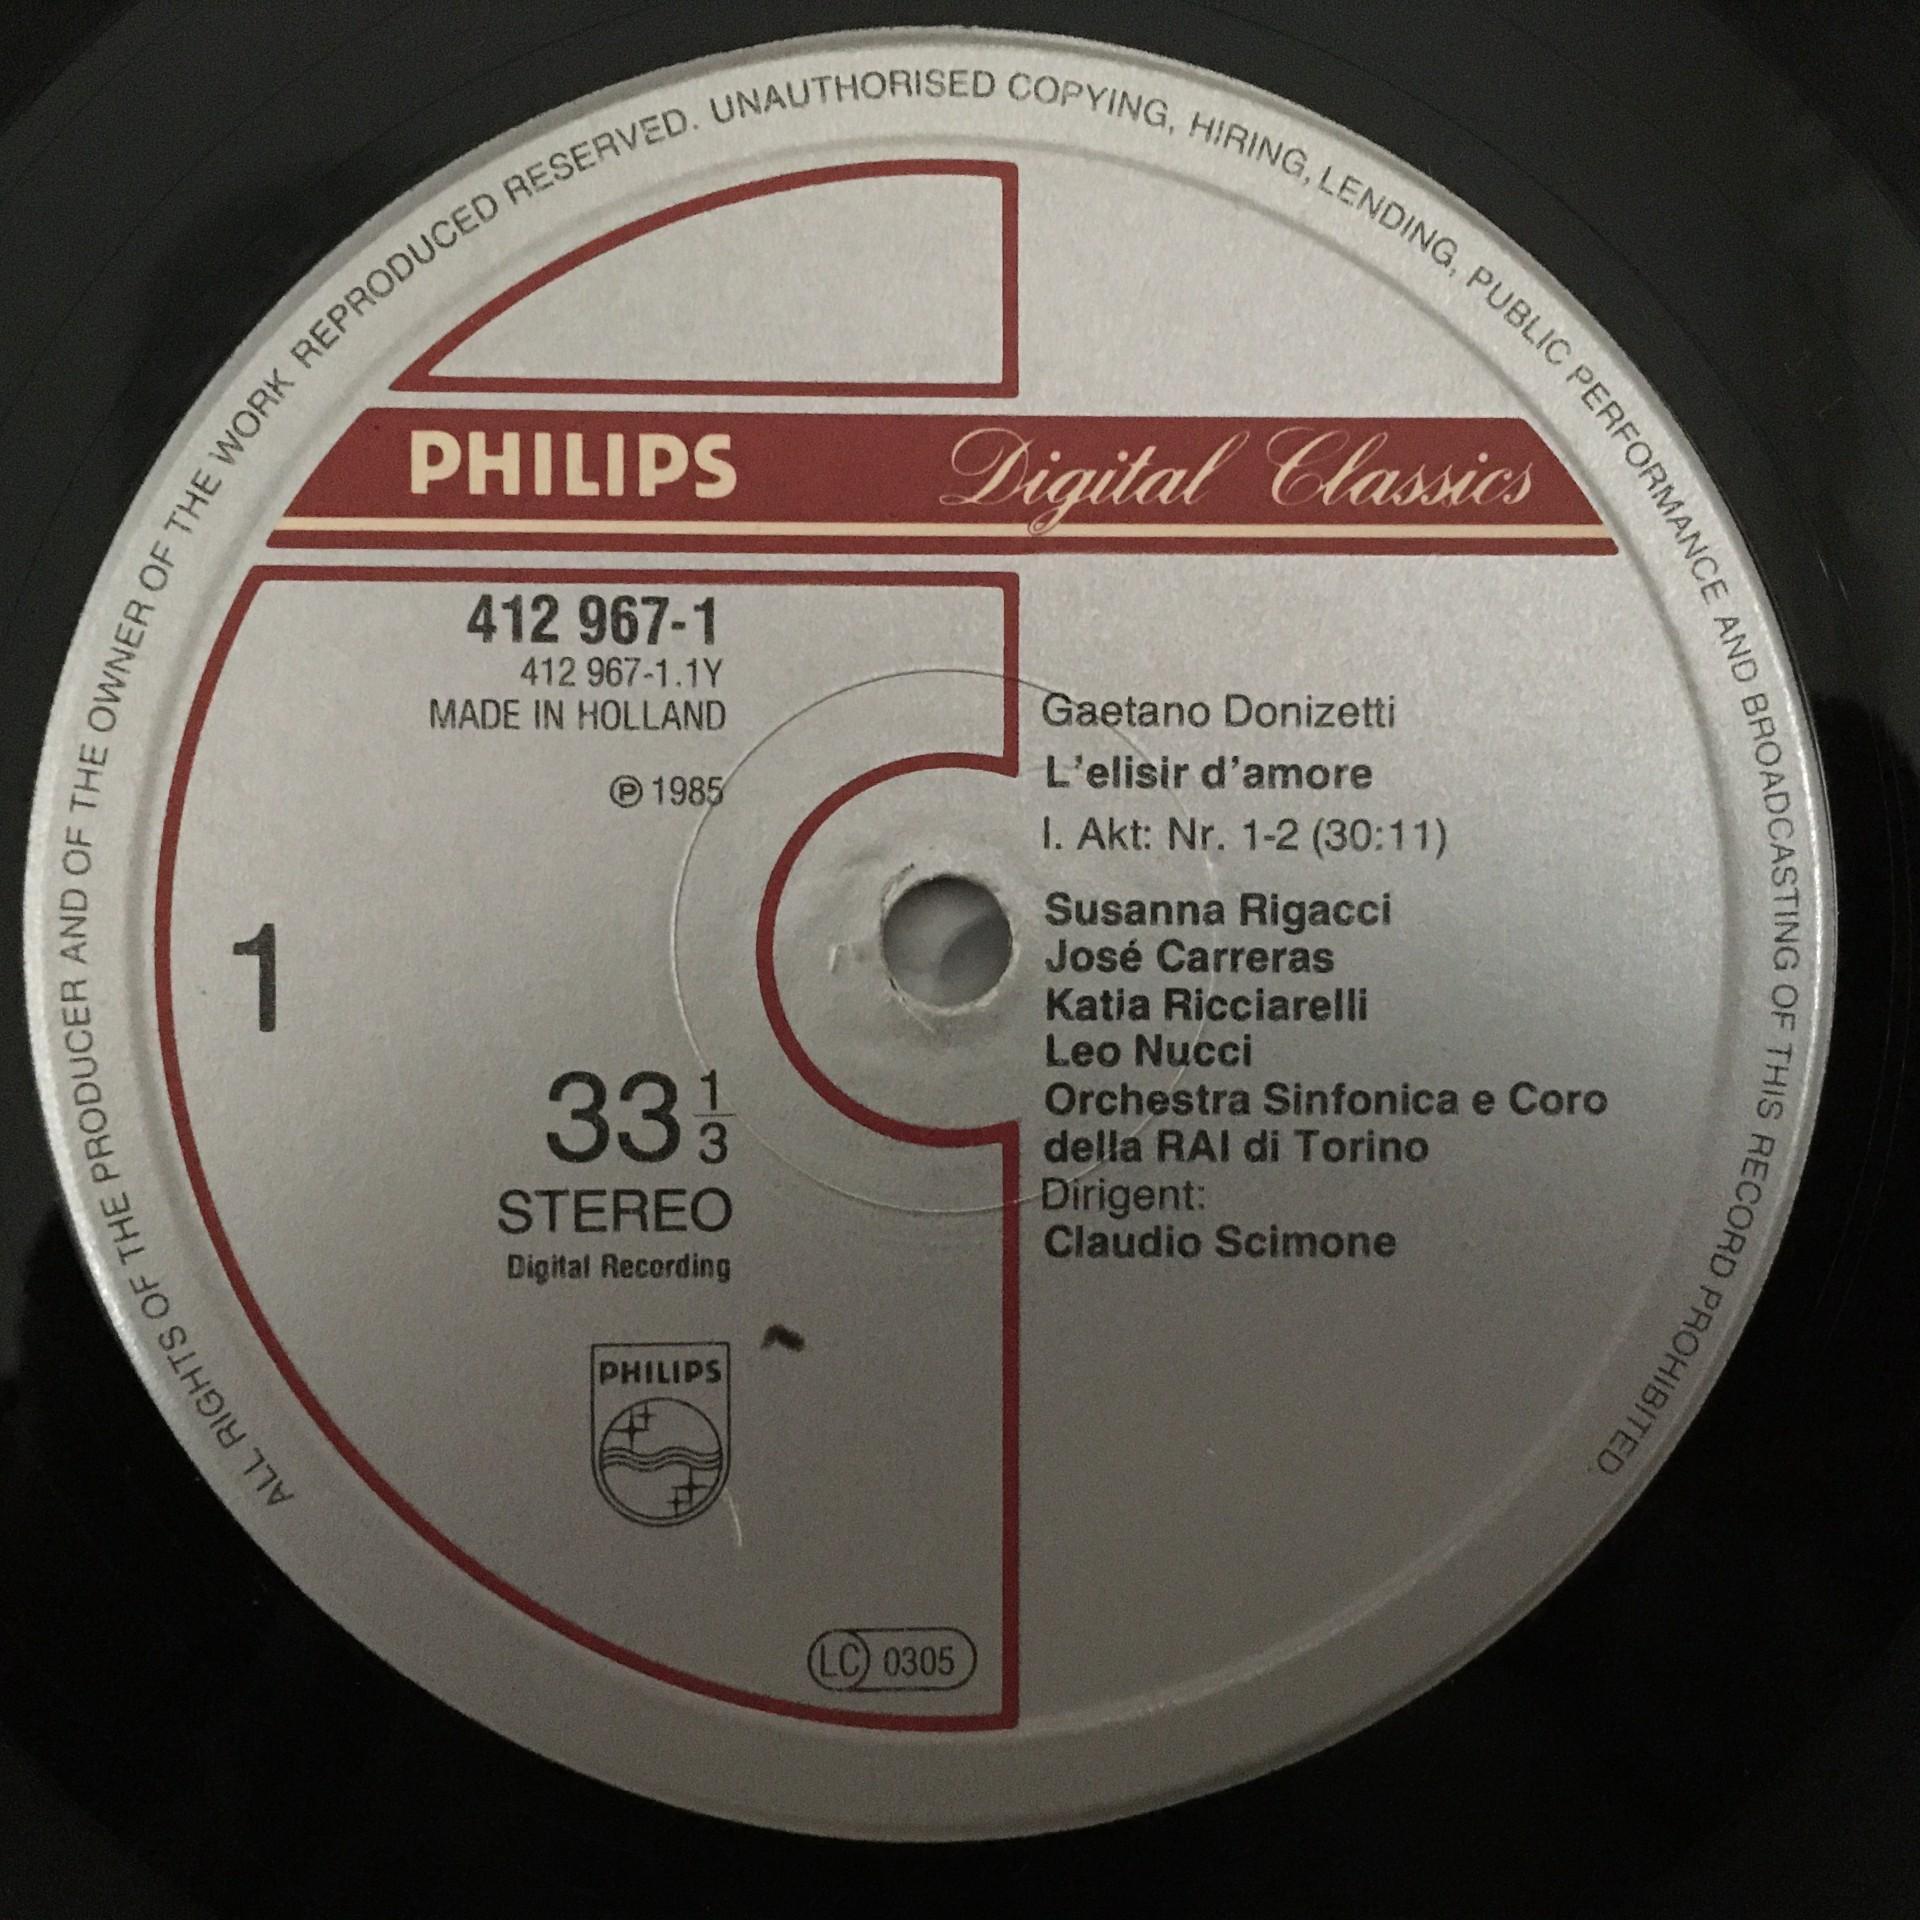 ALL RIGHTS OF THE PRODUCER AND OF THE OWNER OF THE WORK REPRODUCED RESERVED. UNAUTHORISED COPYING, HIRING, LENDING, PUBLIC PERFORMANCE AND BROADCASTING OF THIS RECORD PROHIBITED.
PHILIPS Digital Classics
412 967-1
412 967-1.1Y
MADE IN HOLLAND
℗ 1985
1
33 1/3
STEREO
Digital Recording
PHILIPS
LC 0305
Gaetano Donizetti
L'elisir d'amore
I. Akt: Nr. 1-2 (30:11)
Susanna Rigacci
José Carreras
Katia Ricciarelli
Leo Nucci
Orchestra Sinfonica e Coro
della RAI di Torino
Dirigent:
Claudio Scimone